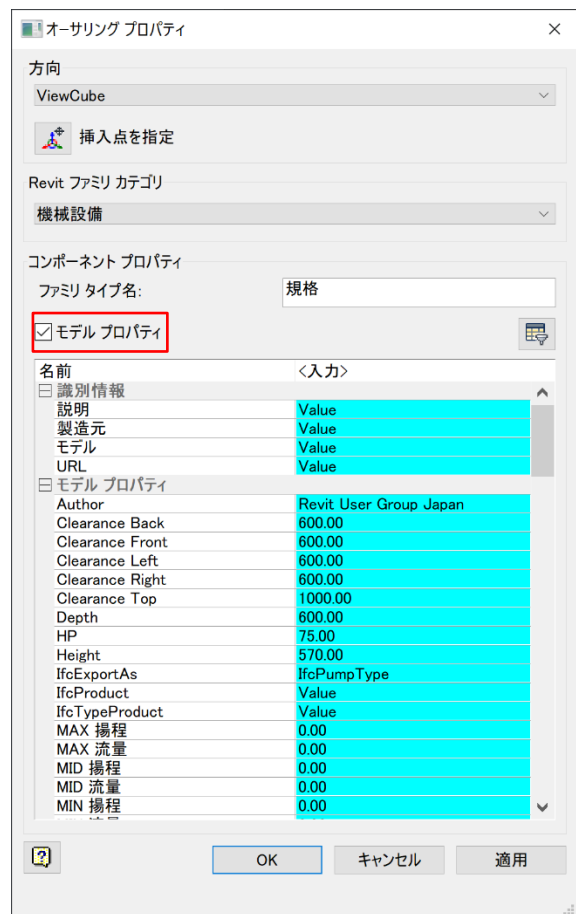 オーサリング プロパティ
方向
ViewCube
挿入点を指定
Revit ファミリ カテゴリ
機械設備
コンポーネント プロパティ
ファミリ タイプ名: 規格
モデル プロパティ
名前 <入力>
識別情報
説明 Value
製造元 Value
モデル Value
URL Value
モデル プロパティ
Author Revit User Group Japan
Clearance Back 600.00
Clearance Front 600.00
Clearance Left 600.00
Clearance Right 600.00
Clearance Top 1000.00
Depth 600.00
HP 75.00
Height 570.00
IfcExportAs IfcPumpType
IfcProduct Value
IfcTypeProduct Value
MAX 揚程 0.00
MAX 流量 0.00
MID 揚程 0.00
MID 流量 0.00
MIN 揚程 0.00
OK キャンセル 適用